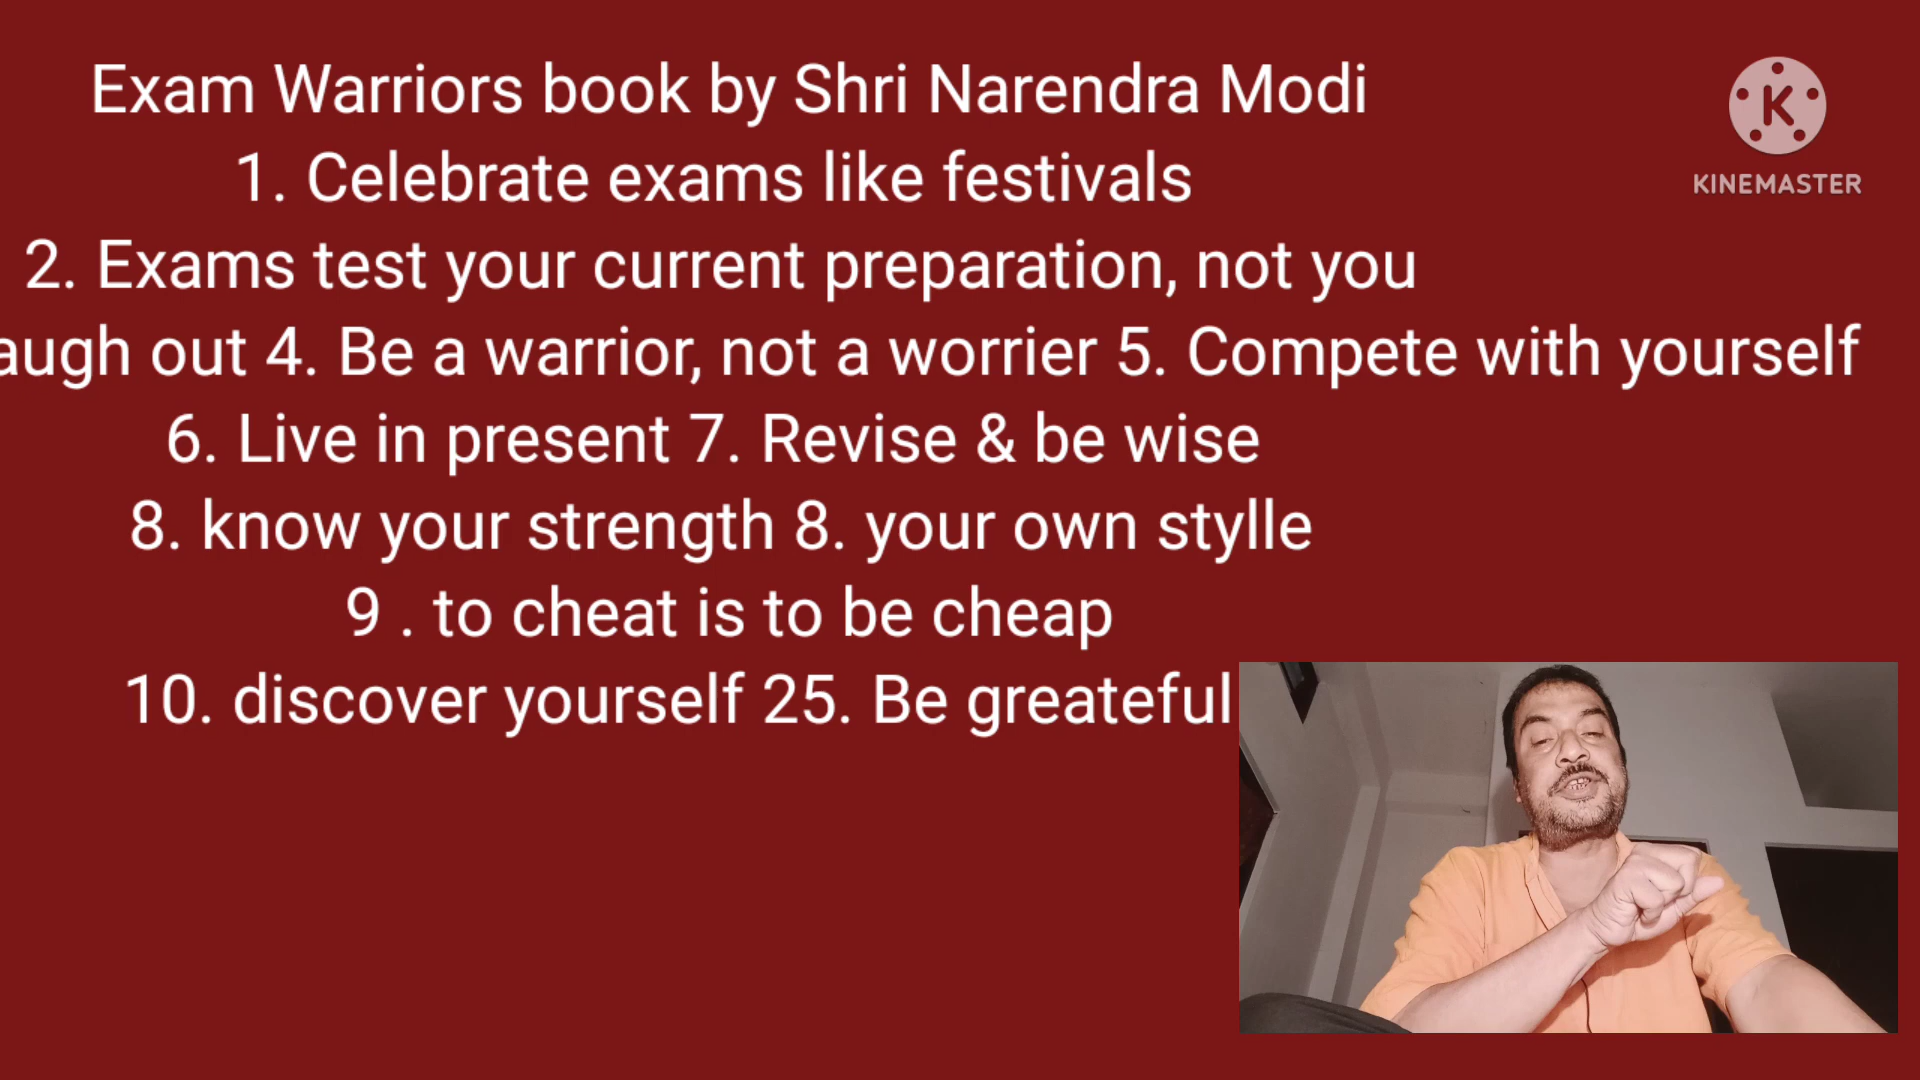 Exam Warriors book by Shri Narendra Modi
1. Celebrate exams like festivals
2. Exams test your current preparation, not you
augh out 4. Be a warrior, not a worrier 5. Compete with yourself
6. Live in present 7. Revise & be wise
8. know your strength 8. your own stylle
9 . to cheat is to be cheap
10. discover yourself 25. Be greateful
K
KINEMASTER